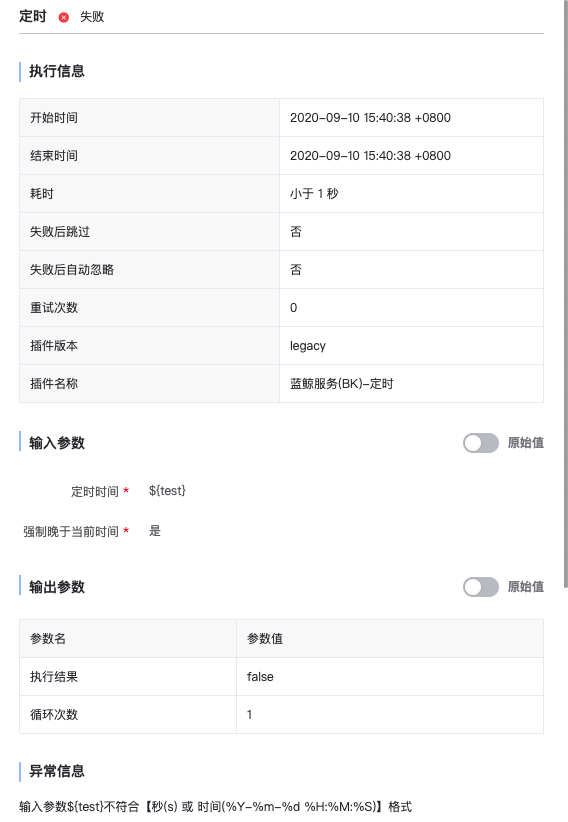 定时 失败
执行信息
开始时间 2020-09-10 15:40:38 +0800
结束时间 2020-09-10 15:40:38 +0800
耗时 小于 1 秒
失败后跳过 否
失败后自动忽略 否
重试次数 0
插件版本 legacy
插件名称 蓝鲸服务(BK)-定时
输入参数 原始值
定时时间 * ${test}
强制晚于当前时间 * 是
输出参数 原始值
参数名 参数值
执行结果 false
循环次数 1
异常信息
输入参数${test}不符合【秒(s) 或 时间(%Y-%m-%d %H:%M:%S)】格式